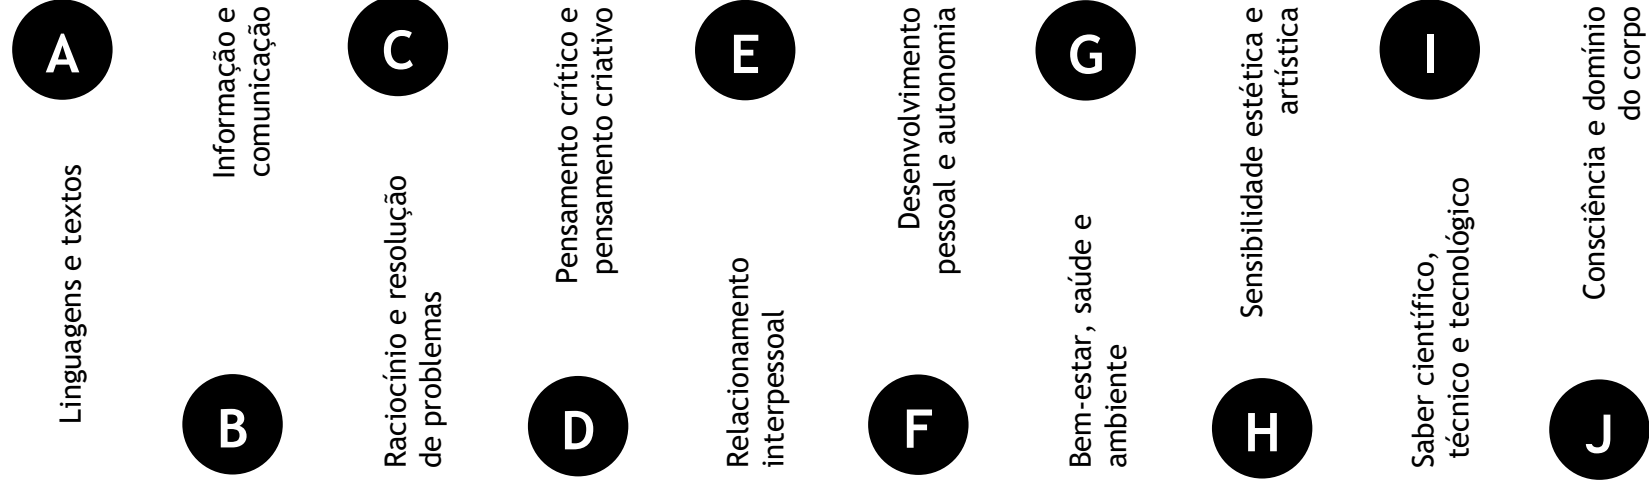 A
Linguagens e textos
B
Informação e
comunicação
C
Raciocínio e resolução
de problemas
D
Pensamento crítico e
pensamento criativo
E
Relacionamento
interpessoal
F
Desenvolvimento
pessoal e autonomia
G
Bem-estar, saúde e
ambiente
H
Sensibilidade estética e
artística
I
Saber científico,
técnico e tecnológico
J
Consciência e domínio
do corpo